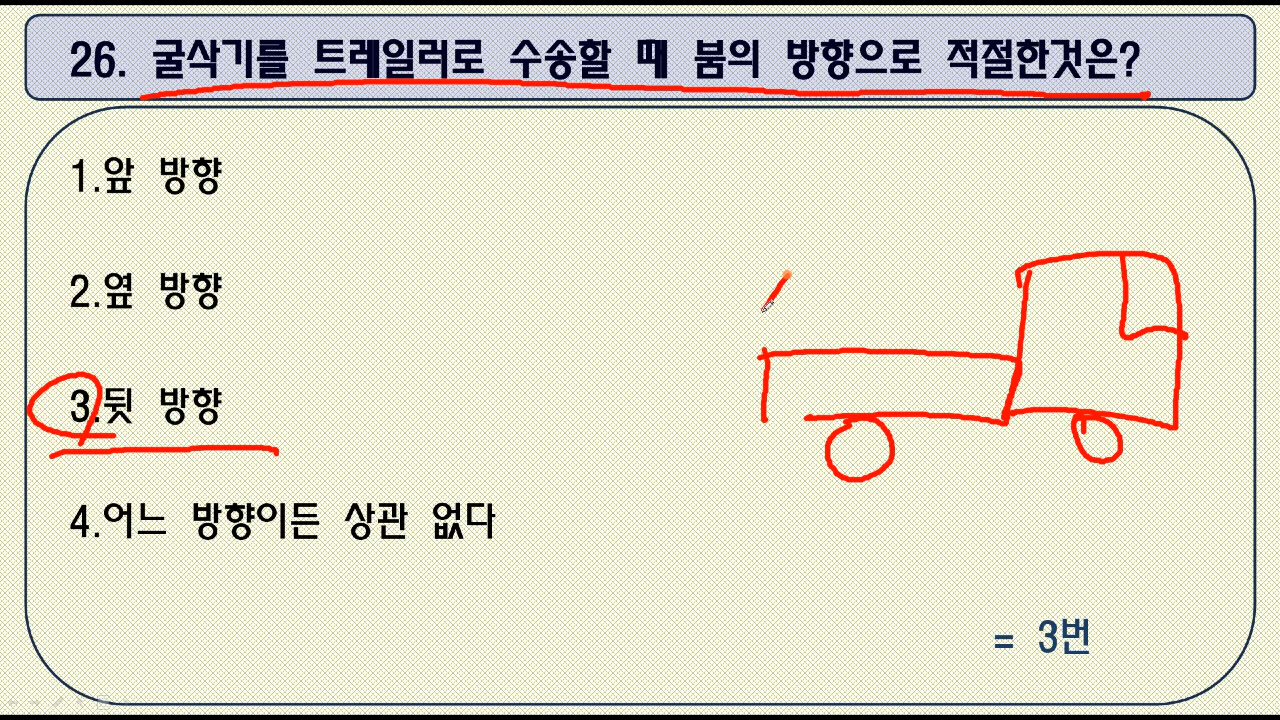 26. 굴삭기를 트레일러로 수송할 때 붐의 방향으로 적절한것은?
1.앞 방향
2.옆 방향
3.뒷 방향
4.어느 방향이든 상관 없다
= 3번